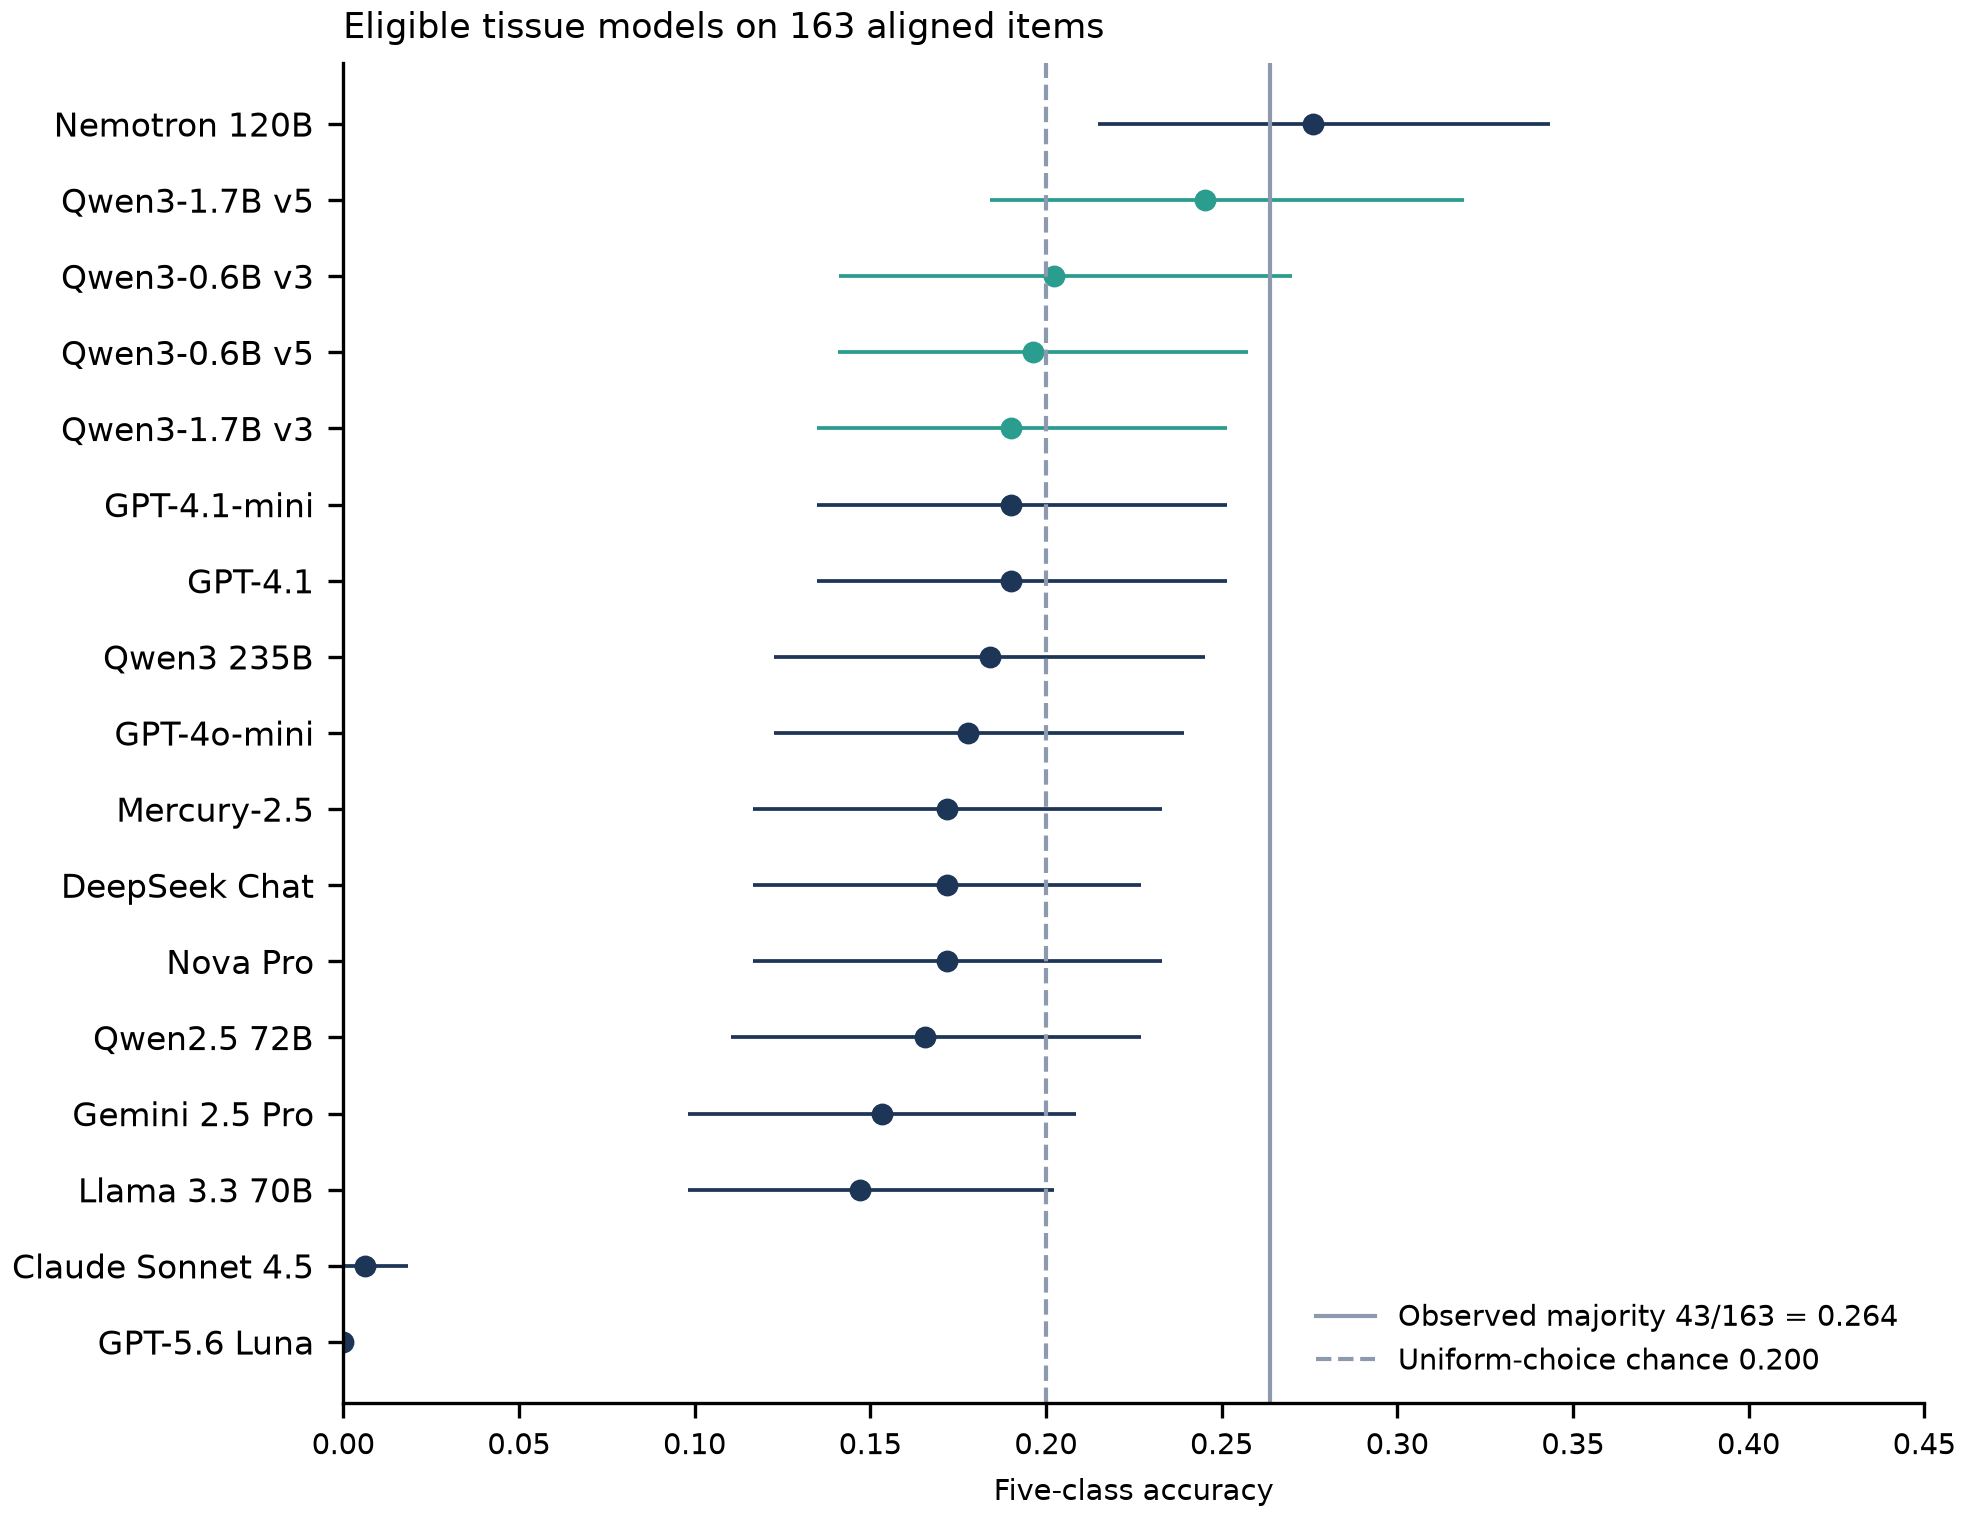 Eligible tissue models on 163 aligned items
Nemotron 120B
Qwen3-1.7B v5
Qwen3-0.6B v3
Qwen3-0.6B v5
Qwen3-1.7B v3
GPT-4.1-mini
GPT-4.1
Qwen3 235B
GPT-4o-mini
Mercury-2.5
DeepSeek Chat
Nova Pro
Qwen2.5 72B
Gemini 2.5 Pro
Llama 3.3 70B
Claude Sonnet 4.5
GPT-5.6 Luna
Observed majority 43/163 = 0.264
Uniform-choice chance 0.200
0.00 0.05 0.10 0.15 0.20 0.25 0.30 0.35 0.40 0.45
Five-class accuracy